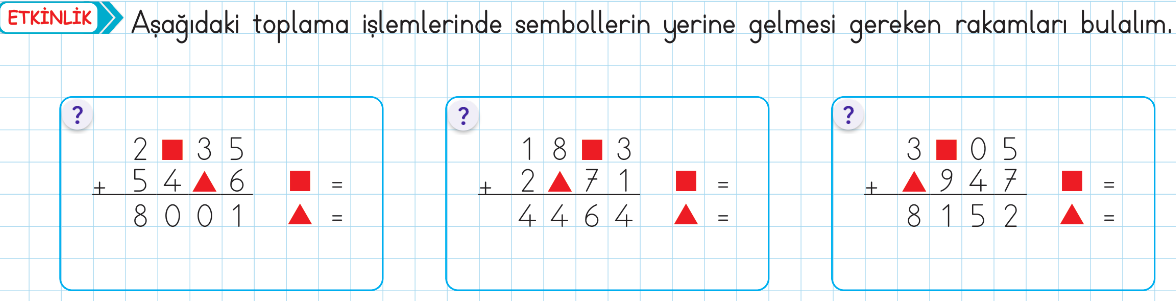 ETKİNLİK Aşağıdaki toplama işlemlerinde sembollerin yerine gelmesi gereken rakamları bulalım.
?
2 ■ 3 5
+ 5 4 ▲ 6 ■ =
8 0 0 1 ▲ =
?
1 8 ■ 3
+ 2 ▲ 7 1 ■ =
4 4 6 4 ▲ =
?
3 ■ 0 5
+ ▲ 9 4 7 ■ =
8 1 5 2 ▲ =